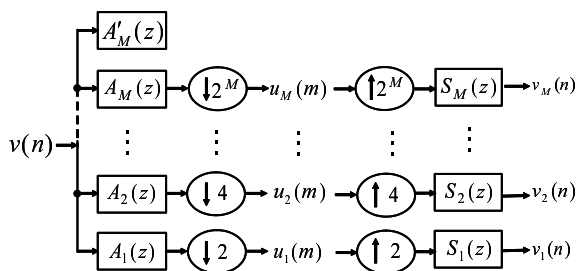 A′_M(z)
A_M(z) ↓2^M u_M(m) ↑2^M S_M(z) v_M(n)
v(n)
A_2(z) ↓ 4 u_2(m) ↑ 4 S_2(z) v_2(n)
A_1(z) ↓ 2 u_1(m) ↑ 2 S_1(z) v_1(n)